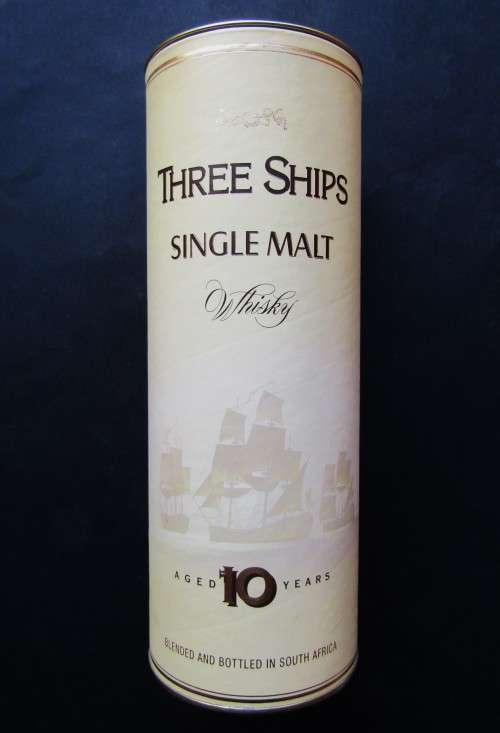 THREE SHIPS
SINGLE MALT
Whisky
AGED 10 YEARS
BLENDED AND BOTTLED IN SOUTH AFRICA